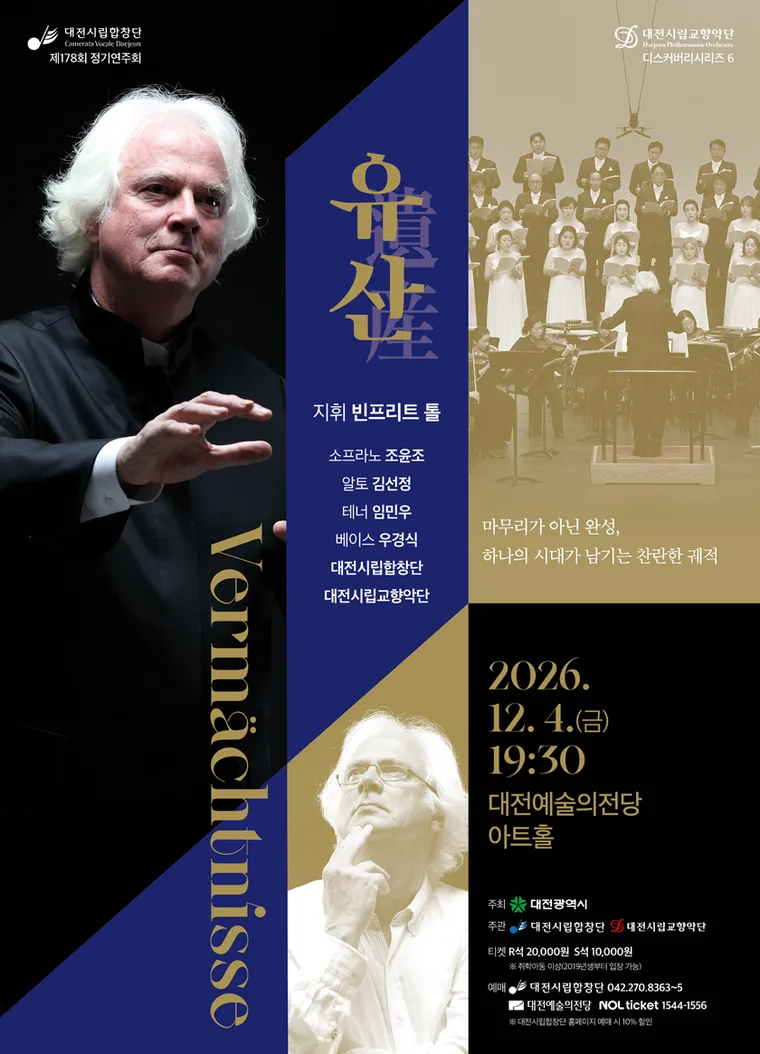 대전시립합창단
Camerata Vocale Daejeon
제178회 정기연주회
대전시립교향악단
Daejeon Philharmonic Orchestra
디스커버리시리즈 6
유산
遺産
지휘 빈프리트 톨
소프라노 조윤조
알토 김선정
테너 임민우
베이스 우경식
대전시립합창단
대전시립교향악단
Vermächtnisse
마무리가 아닌 완성,
하나의 시대가 남기는 찬란한 궤적
2026.
12. 4.(금)
19:30
대전예술의전당
아트홀
주최 대전광역시
주관 대전시립합창단 대전시립교향악단
티켓 R석 20,000원 S석 10,000원
※ 취학아동 이상(2019년생부터 입장 가능)
예매 대전시립합창단 042.270.8363~5
대전예술의전당 NOL ticket 1544-1556
※ 대전시립합창단 홈페이지 예매 시 10% 할인